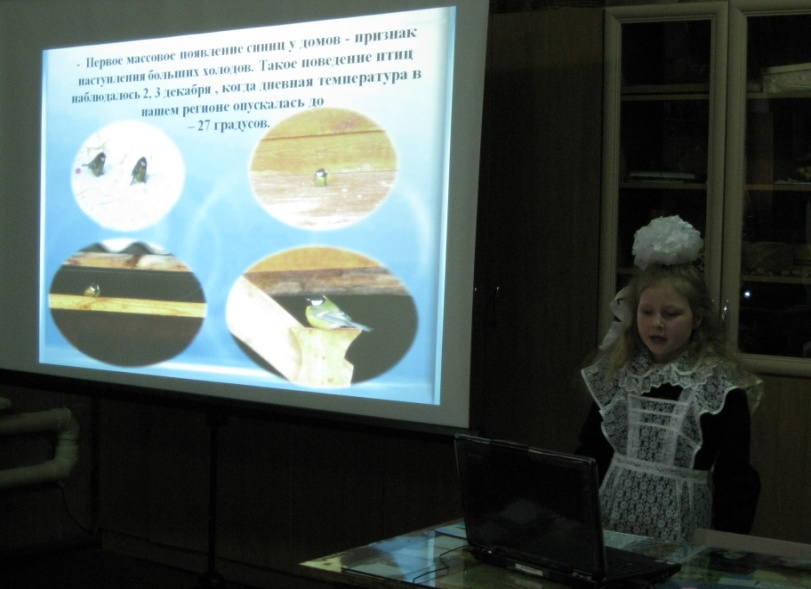 - Первое массовое появление синиц у домов - признак
наступления больших холодов. Такое поведение птиц
наблюдалось 2, 3 декабря , когда дневная температура в
нашем регионе опускалась до
– 27 градусов.